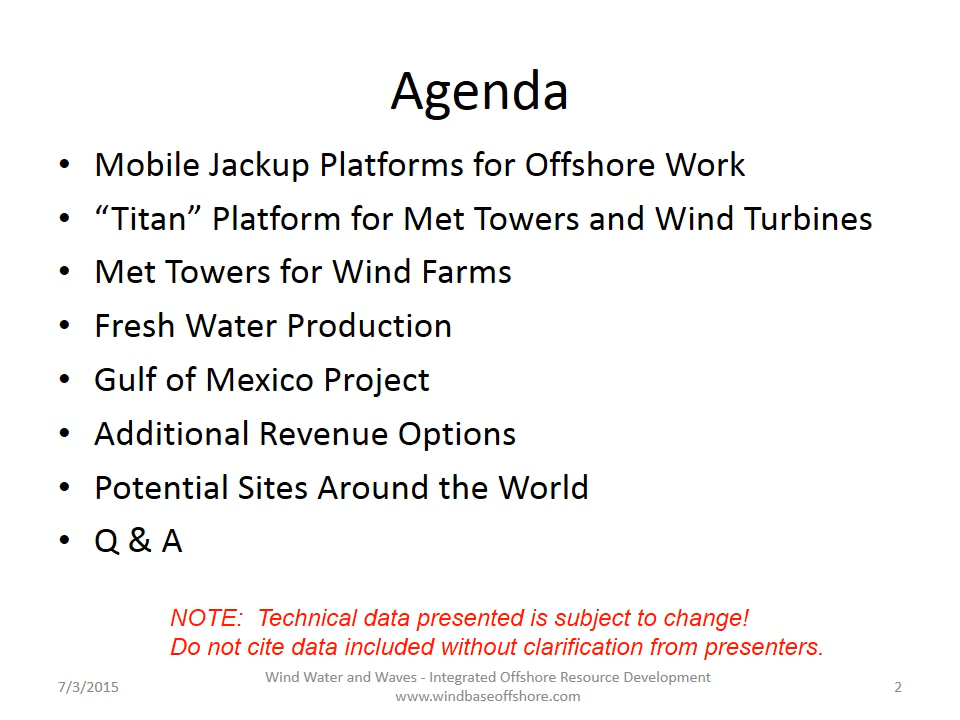 Agenda
• Mobile Jackup Platforms for Offshore Work
• “Titan” Platform for Met Towers and Wind Turbines
• Met Towers for Wind Farms
• Fresh Water Production
• Gulf of Mexico Project
• Additional Revenue Options
• Potential Sites Around the World
• Q & A
NOTE:  Technical data presented is subject to change!
Do not cite data included without clarification from presenters.
7/3/2015
Wind Water and Waves - Integrated Offshore Resource Development
www.windbaseoffshore.com
2